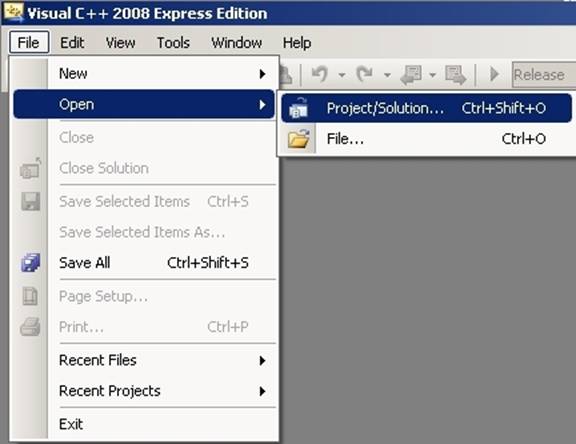 Visual C++ 2008 Express Edition
File Edit View Tools Window Help
Release
New
Open
Project/Solution... Ctrl+Shift+O
File... Ctrl+O
Close
Close Solution
Save Selected Items Ctrl+S
Save Selected Items As...
Save All Ctrl+Shift+S
Page Setup...
Print... Ctrl+P
Recent Files
Recent Projects
Exit